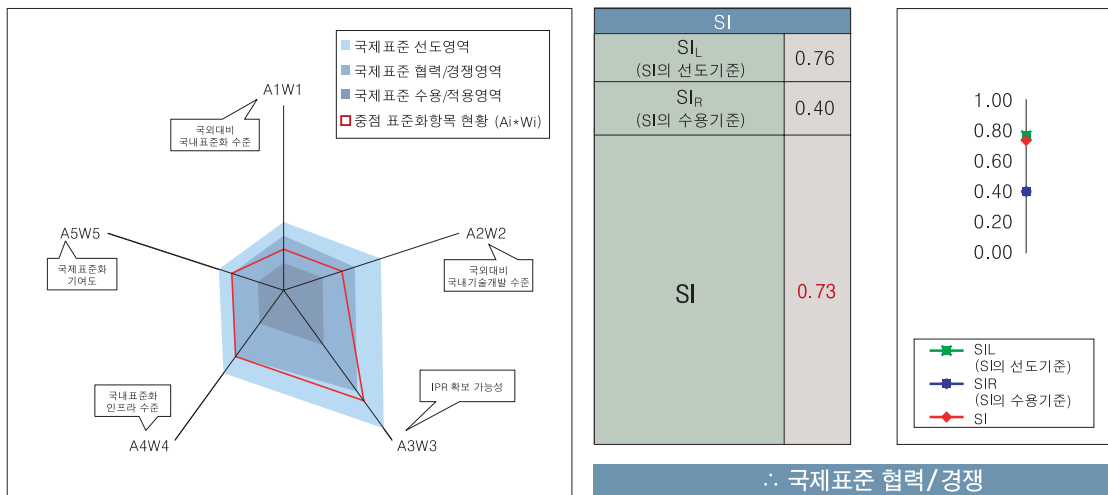 국제표준 선도영역
국제표준 협력/경쟁영역
국제표준 수용/적용영역
중점 표준화항목 현황 (Ai*Wi)
A1W1
국외대비
국내표준화 수준
A5W5
국제표준화
기여도
A2W2
국외대비
국내기술개발 수준
국내표준화
인프라 수준
A4W4
IPR 확보 가능성
A3W3
SI
SIL
(SI의 선도기준)
0.76
SIR
(SI의 수용기준)
0.40
SI
0.73
1.00
0.80
0.60
0.40
0.20
0.00
SIL
(SI의 선도기준)
SIR
(SI의 수용기준)
SI
∴ 국제표준 협력/경쟁